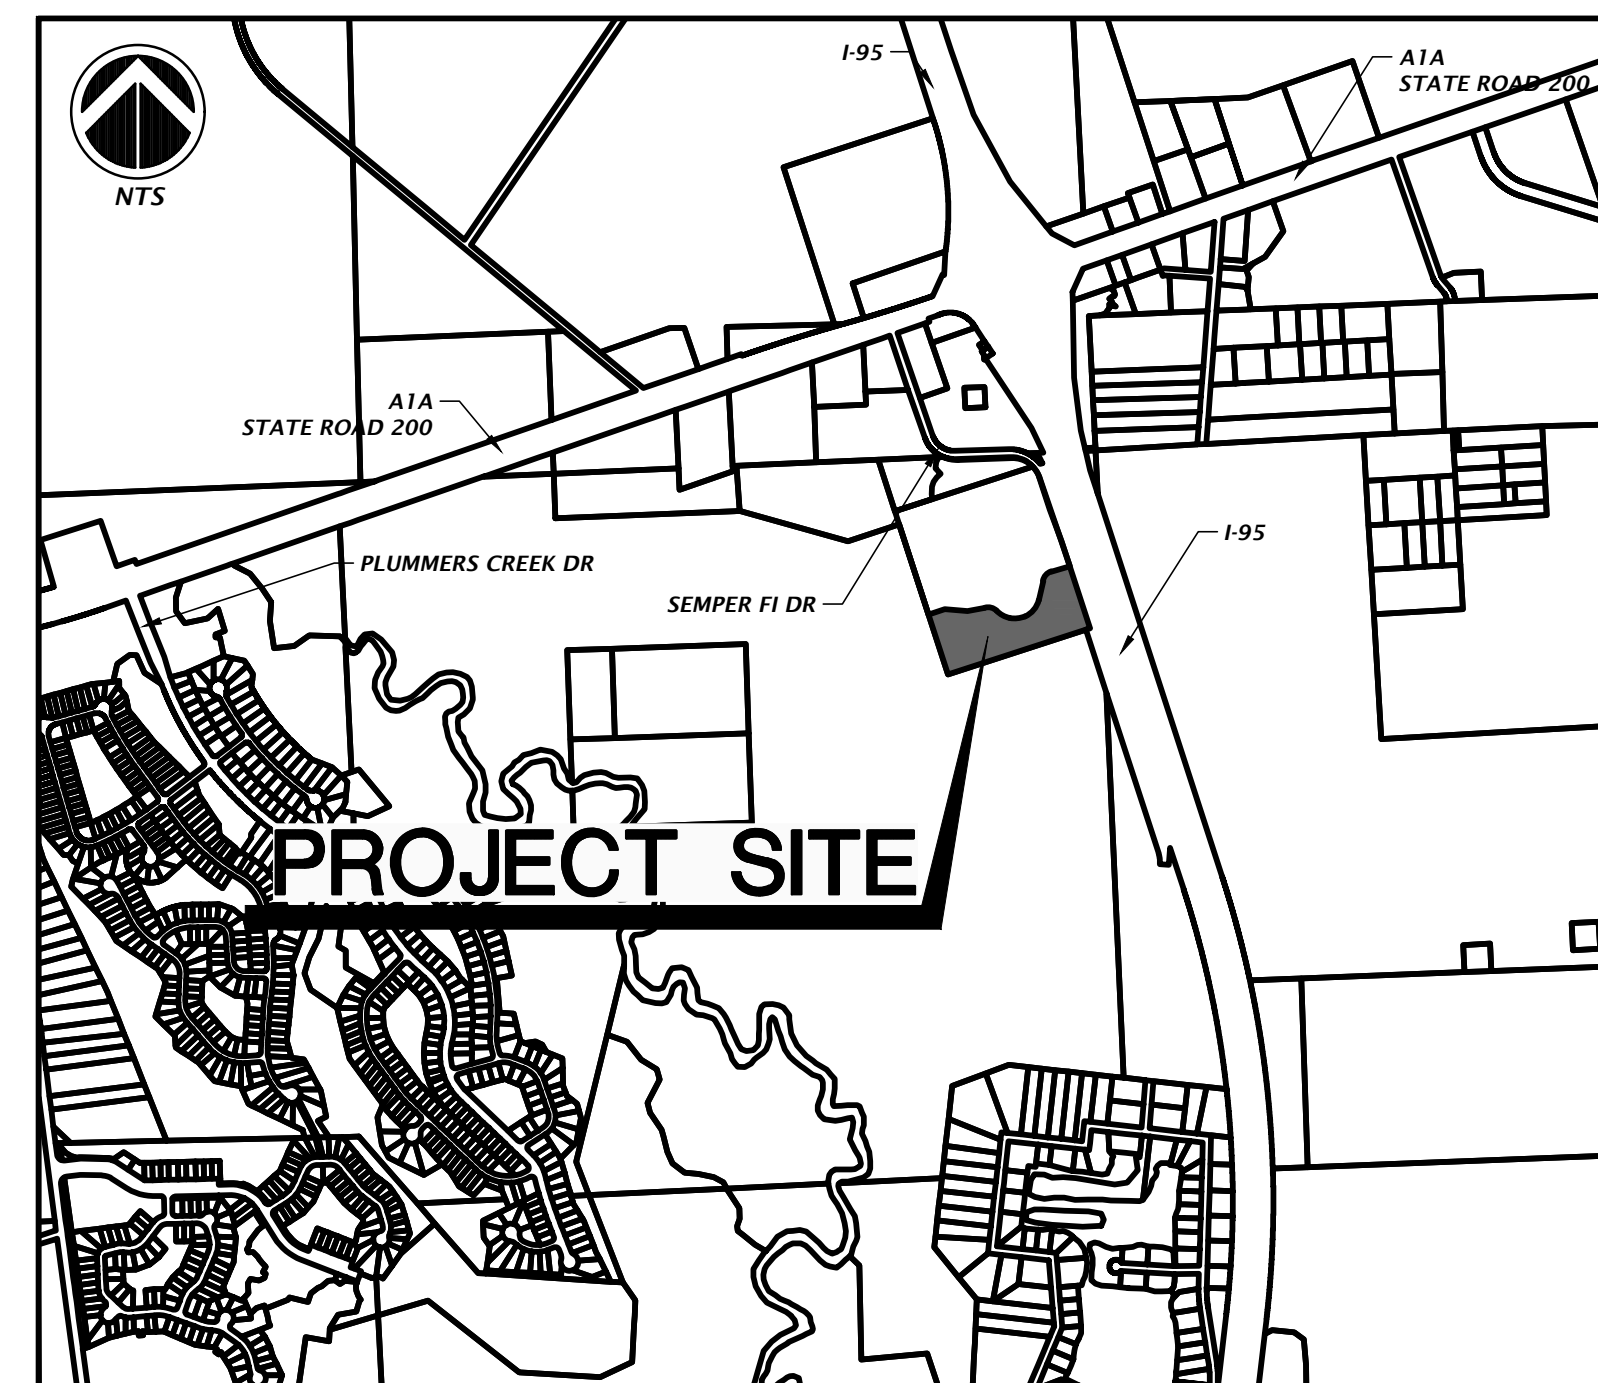 I-95
A1A
STATE ROAD 200
NTS
A1A
STATE ROAD 200
I-95
PLUMMERS CREEK DR
SEMPER FI DR
PROJECT SITE